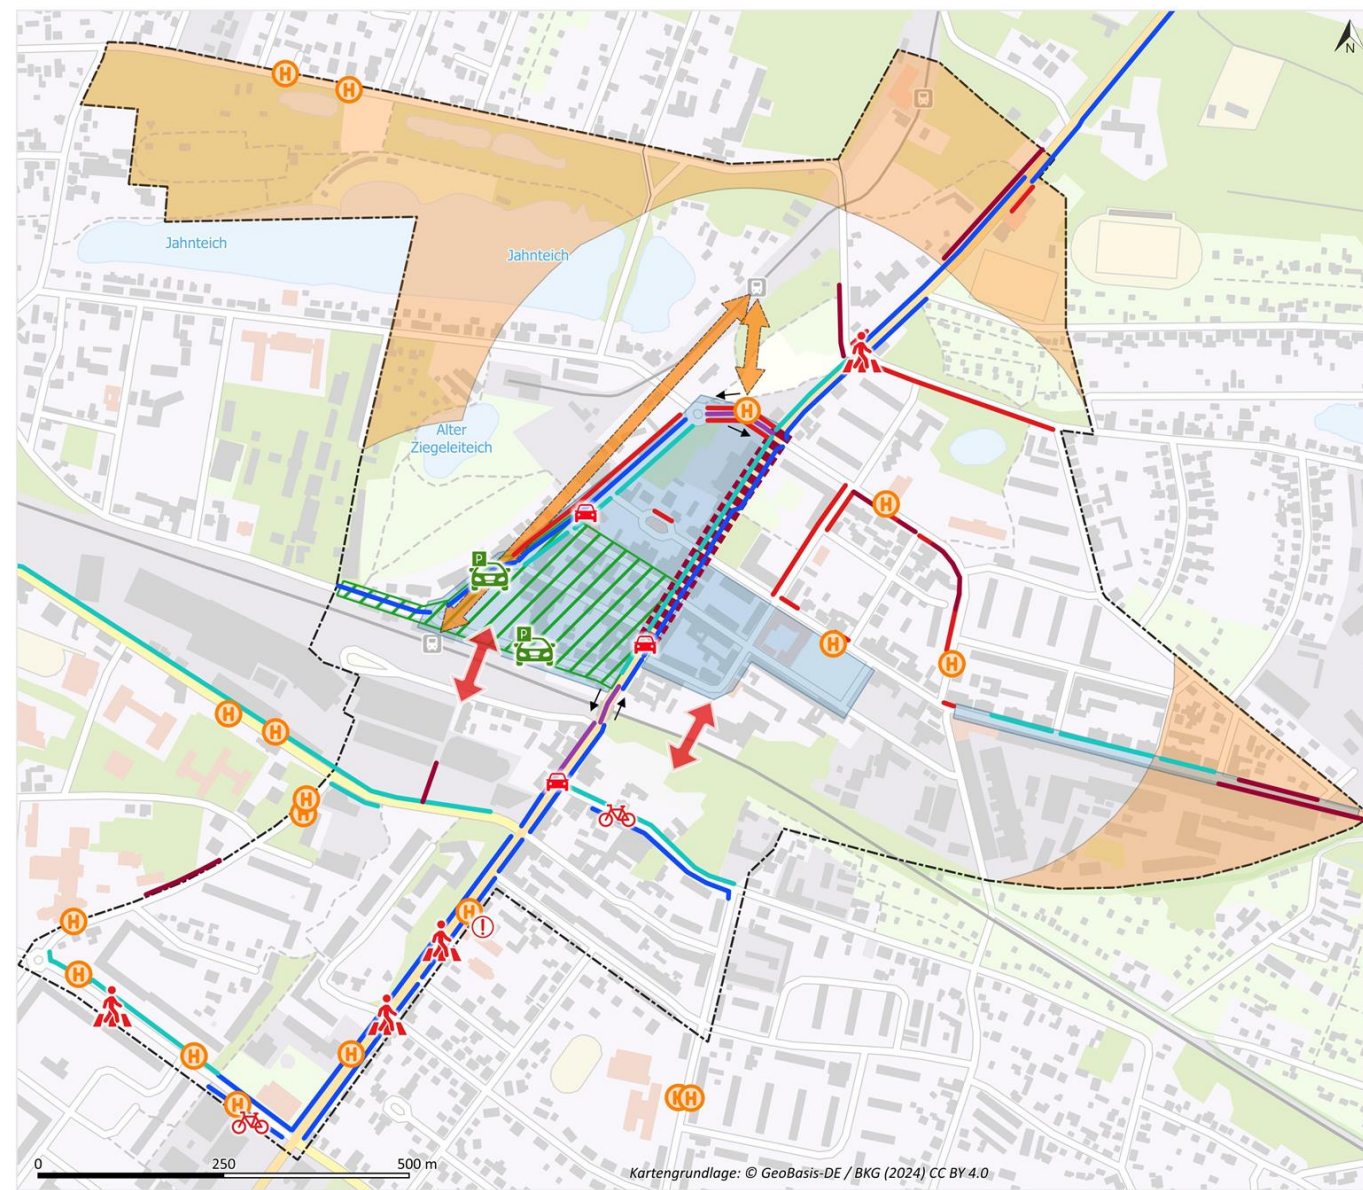 H
H
N
Jahnteich
Jahnteich
H
Alter
Ziegeleiteich
H
P
P
H
H
H
H
H
H
H
H
!
H
H
H
H
H
H
0 250 500 m
Kartengrundlage: © GeoBasis-DE / BKG (2024) CC BY 4.0